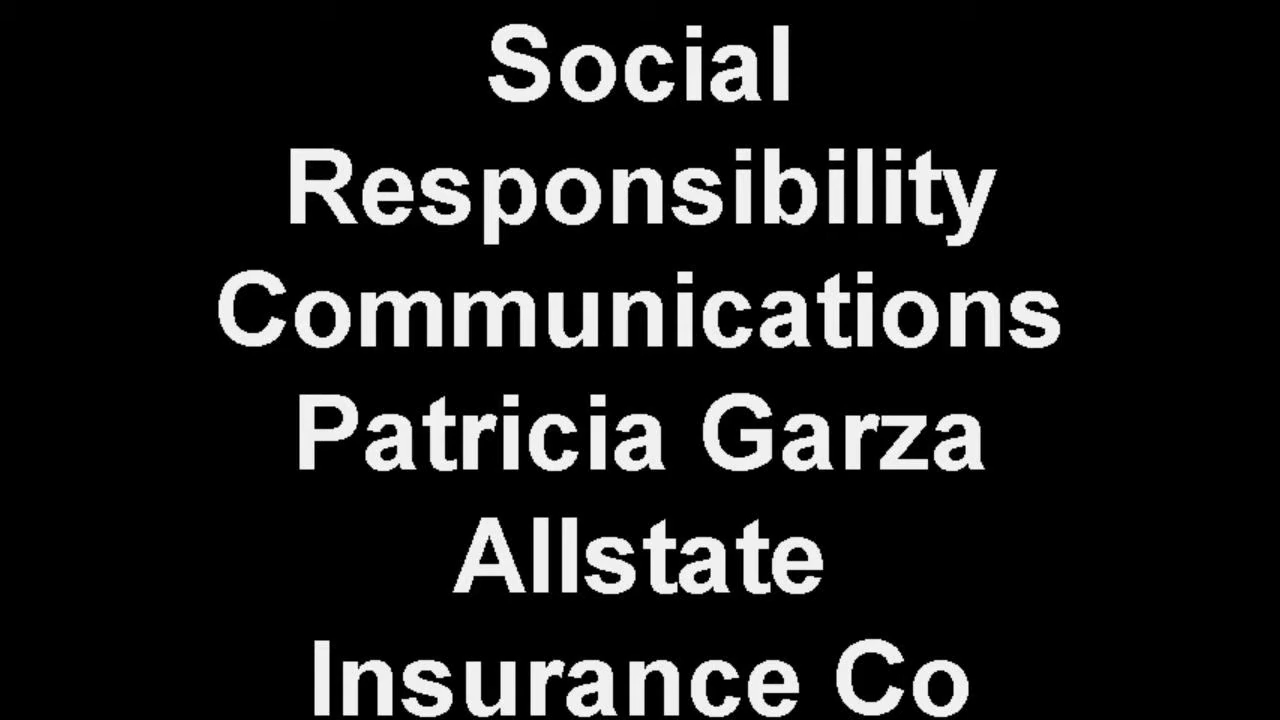 Social
Responsibility
Communications
Patricia Garza
Allstate
Insurance Co